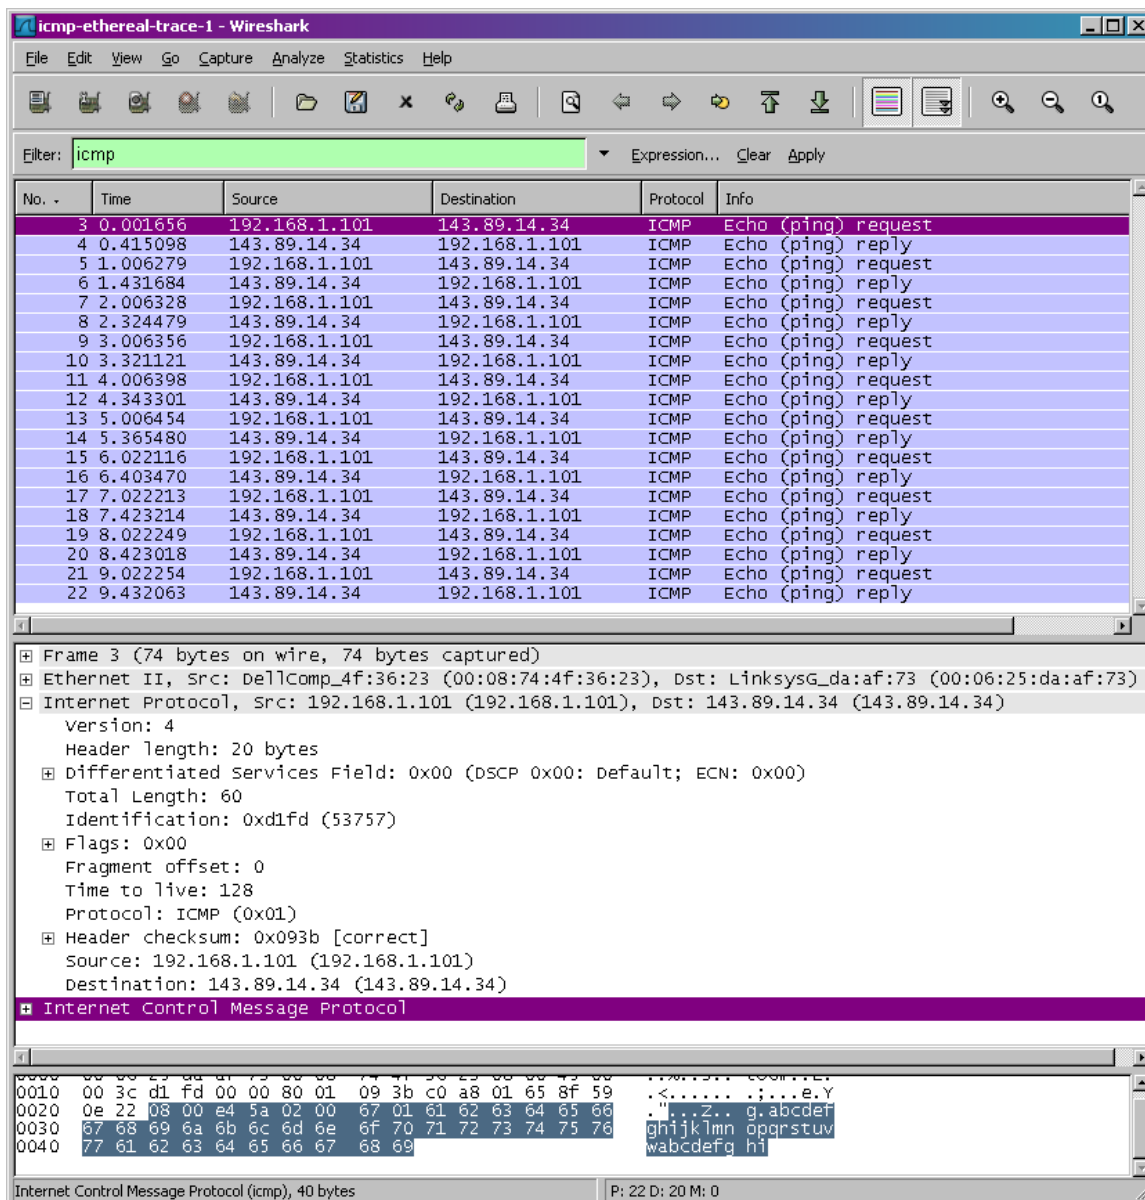 icmp-ethereal-trace-1 - Wireshark
File Edit View Go Capture Analyze Statistics Help
Filter: icmp Expression... Clear Apply
No. - Time Source Destination Protocol Info
3 0.001656 192.168.1.101 143.89.14.34 ICMP Echo (ping) request
4 0.415098 143.89.14.34 192.168.1.101 ICMP Echo (ping) reply
5 1.006279 192.168.1.101 143.89.14.34 ICMP Echo (ping) request
6 1.431684 143.89.14.34 192.168.1.101 ICMP Echo (ping) reply
7 2.006328 192.168.1.101 143.89.14.34 ICMP Echo (ping) request
8 2.324479 143.89.14.34 192.168.1.101 ICMP Echo (ping) reply
9 3.006356 192.168.1.101 143.89.14.34 ICMP Echo (ping) request
10 3.321121 143.89.14.34 192.168.1.101 ICMP Echo (ping) reply
11 4.006398 192.168.1.101 143.89.14.34 ICMP Echo (ping) request
12 4.343301 143.89.14.34 192.168.1.101 ICMP Echo (ping) reply
13 5.006454 192.168.1.101 143.89.14.34 ICMP Echo (ping) request
14 5.365480 143.89.14.34 192.168.1.101 ICMP Echo (ping) reply
15 6.022116 192.168.1.101 143.89.14.34 ICMP Echo (ping) request
16 6.403470 143.89.14.34 192.168.1.101 ICMP Echo (ping) reply
17 7.022213 192.168.1.101 143.89.14.34 ICMP Echo (ping) request
18 7.423214 143.89.14.34 192.168.1.101 ICMP Echo (ping) reply
19 8.022249 192.168.1.101 143.89.14.34 ICMP Echo (ping) request
20 8.423018 143.89.14.34 192.168.1.101 ICMP Echo (ping) reply
21 9.022254 192.168.1.101 143.89.14.34 ICMP Echo (ping) request
22 9.432063 143.89.14.34 192.168.1.101 ICMP Echo (ping) reply
Frame 3 (74 bytes on wire, 74 bytes captured)
Ethernet II, Src: DellComp_4f:36:23 (00:08:74:4f:36:23), Dst: LinksysG_da:af:73 (00:06:25:da:af:73)
Internet Protocol, Src: 192.168.1.101 (192.168.1.101), Dst: 143.89.14.34 (143.89.14.34)
Version: 4
Header length: 20 bytes
Differentiated Services Field: 0x00 (DSCP 0x00: Default; ECN: 0x00)
Total Length: 60
Identification: 0xd1fd (53757)
Flags: 0x00
Fragment offset: 0
Time to live: 128
Protocol: ICMP (0x01)
Header checksum: 0x093b [correct]
Source: 192.168.1.101 (192.168.1.101)
Destination: 143.89.14.34 (143.89.14.34)
Internet Control Message Protocol
0010 00 3c d1 fd 00 00 80 01 09 3b c0 a8 01 65 8f 59 .<...... .;...e.Y
0020 0e 22 08 00 e4 5a 02 00 67 01 61 62 63 64 65 66 ."...Z.. g.abcdef
0030 67 68 69 6a 6b 6c 6d 6e 6f 70 71 72 73 74 75 76 ghijklmn opqrstuv
0040 77 61 62 63 64 65 66 67 68 69 wabcdefg hi
Internet Control Message Protocol (icmp), 40 bytes P: 22 D: 20 M: 0